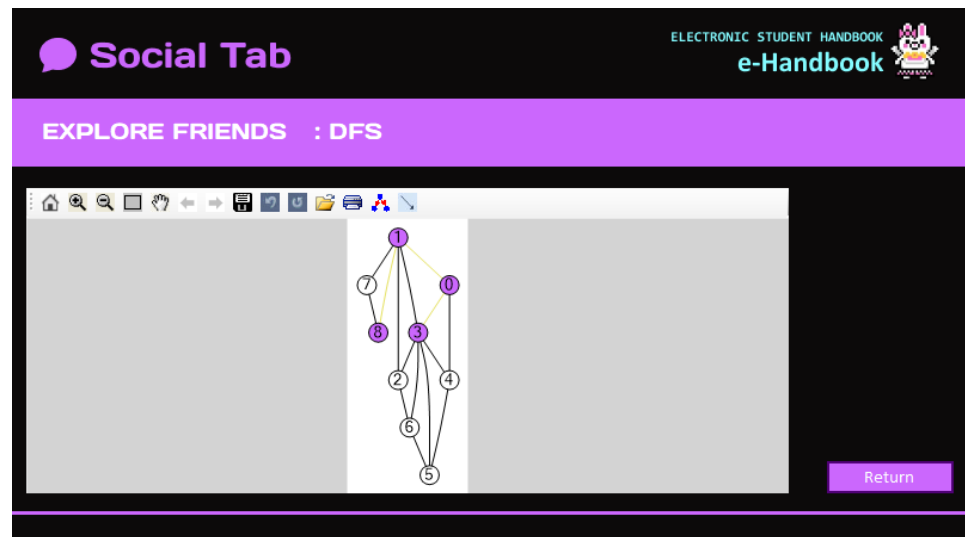 Social Tab
ELECTRONIC STUDENT HANDBOOK
e-Handbook
EXPLORE FRIENDS : DFS
1
7
0
8
3
2
4
6
5
Return